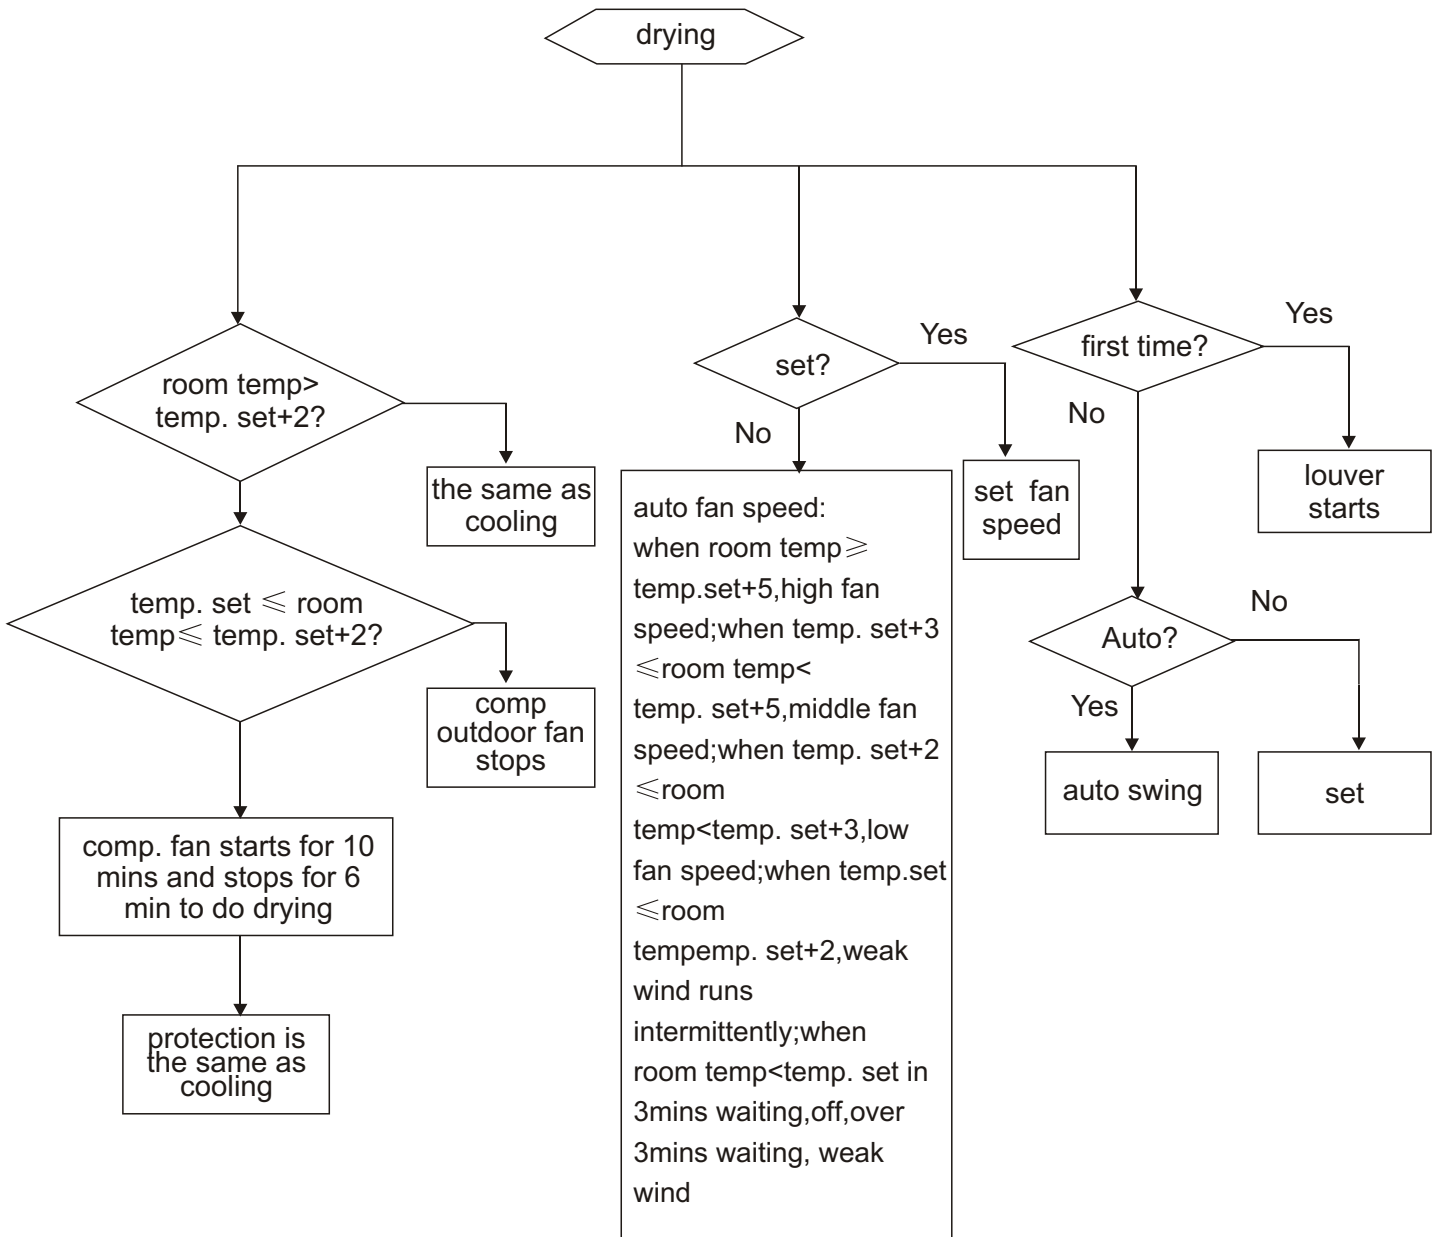 drying
room temp>
temp. set+2?
the same as
cooling
temp. set ≤ room
temp≤ temp. set+2?
comp
outdoor fan
stops
comp. fan starts for 10
mins and stops for 6
min to do drying
protection is
the same as
cooling
set?
Yes
No
set fan
speed
auto fan speed:
when room temp≥
temp.set+5,high fan
speed;when temp. set+3
≤room temp<
temp. set+5,middle fan
speed;when temp. set+2
≤room
temp<temp. set+3,low
fan speed;when temp.set
≤room
tempemp. set+2,weak
wind runs
intermittently;when
room temp<temp. set in
3mins waiting,off,over
3mins waiting, weak
wind
first time?
Yes
No
louver
starts
Auto?
No
Yes
auto swing
set